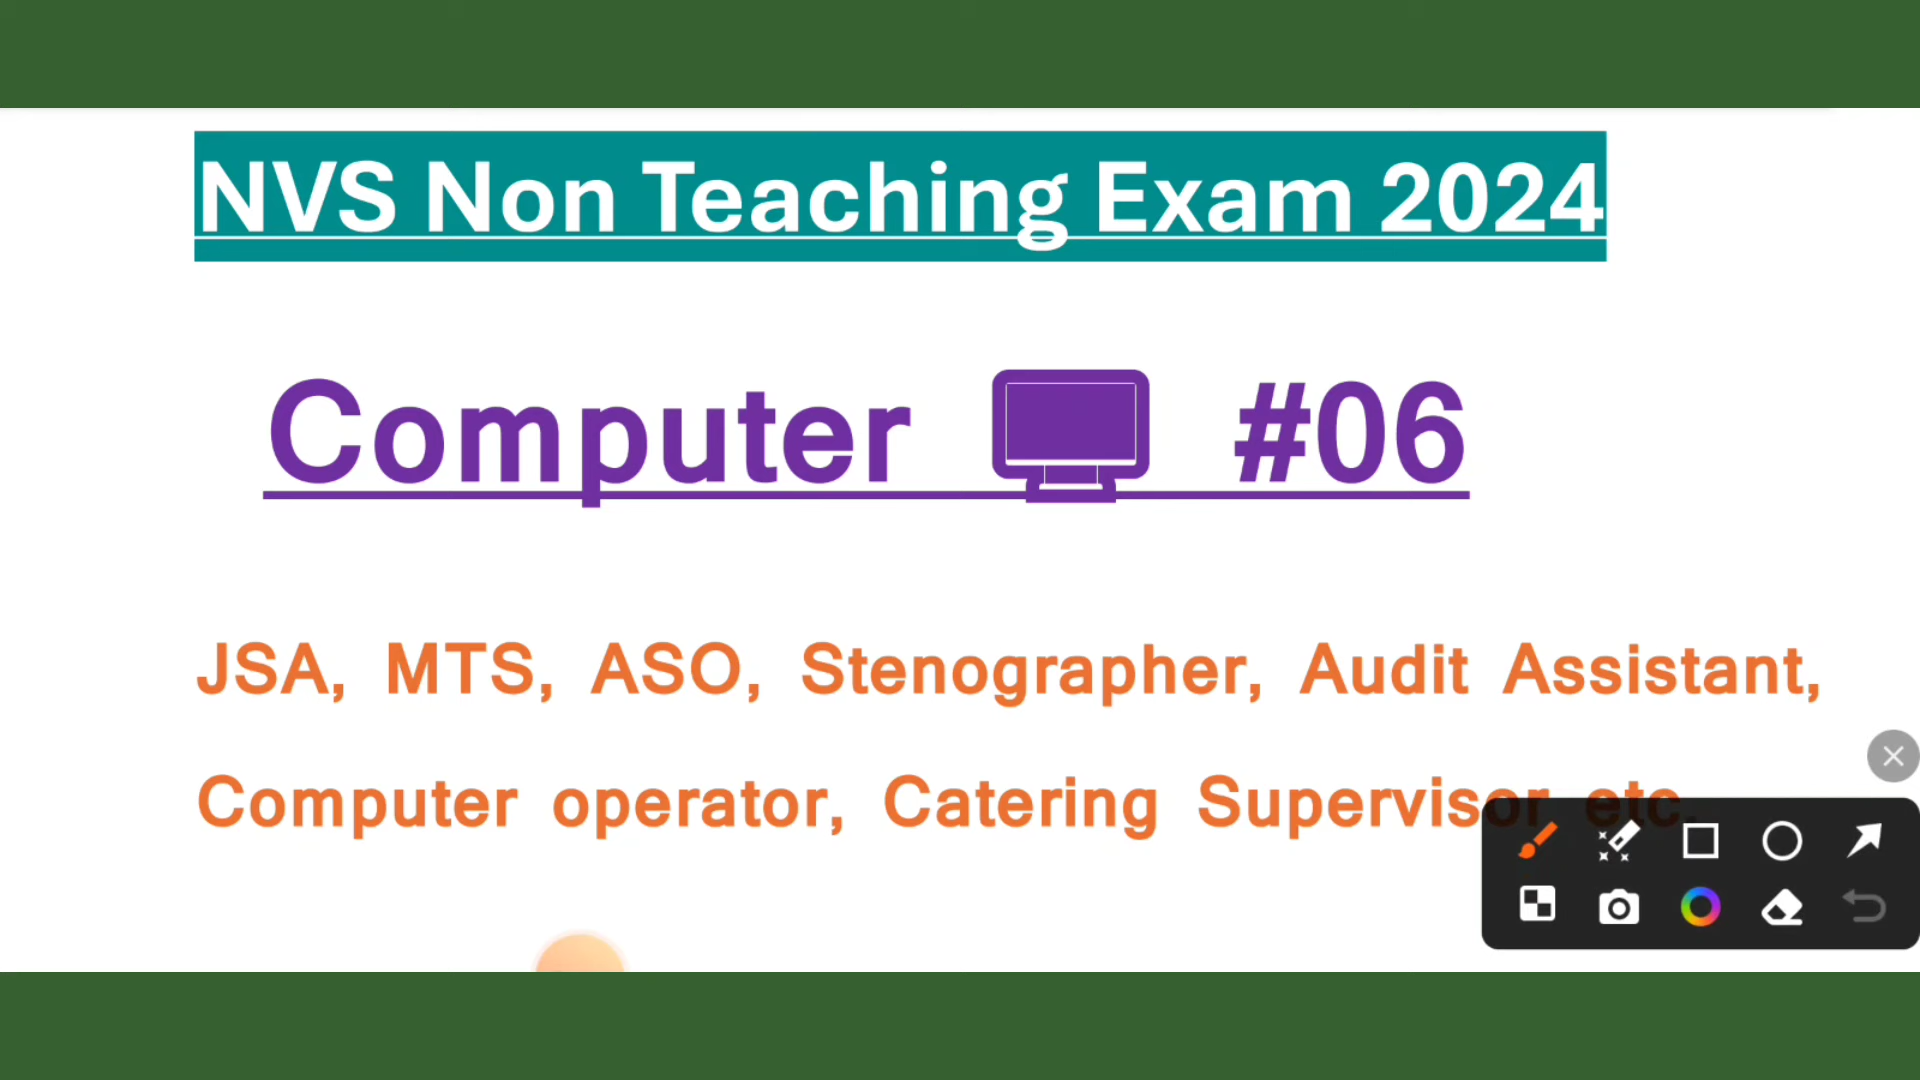 NVS Non Teaching Exam 2024
Computer #06
JSA, MTS, ASO, Stenographer, Audit Assistant,
Computer operator, Catering Supervisor etc.